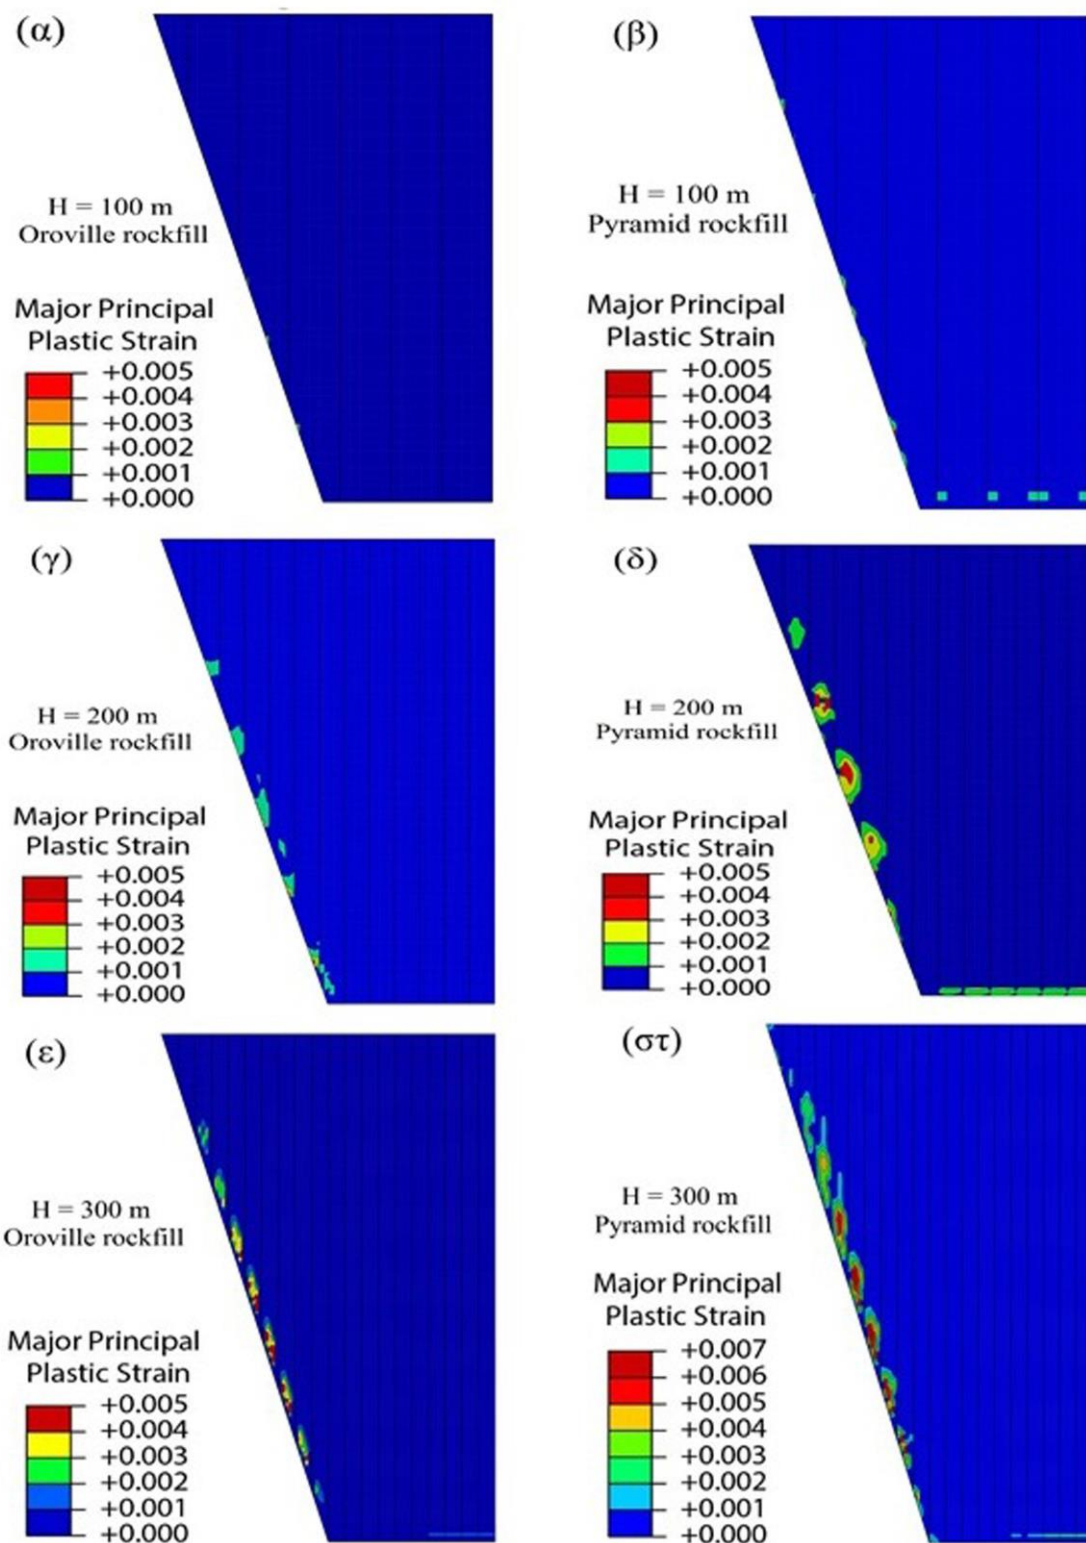 (α)
H = 100 m
Oroville rockfill
Major Principal
Plastic Strain
+0.005
+0.004
+0.003
+0.002
+0.001
+0.000
(β)
H = 100 m
Pyramid rockfill
Major Principal
Plastic Strain
+0.005
+0.004
+0.003
+0.002
+0.001
+0.000
(γ)
H = 200 m
Oroville rockfill
Major Principal
Plastic Strain
+0.005
+0.004
+0.003
+0.002
+0.001
+0.000
(δ)
H = 200 m
Pyramid rockfill
Major Principal
Plastic Strain
+0.005
+0.004
+0.003
+0.002
+0.001
+0.000
(ε)
H = 300 m
Oroville rockfill
Major Principal
Plastic Strain
+0.005
+0.004
+0.003
+0.002
+0.001
+0.000
(στ)
H = 300 m
Pyramid rockfill
Major Principal
Plastic Strain
+0.007
+0.006
+0.005
+0.004
+0.003
+0.002
+0.001
+0.000